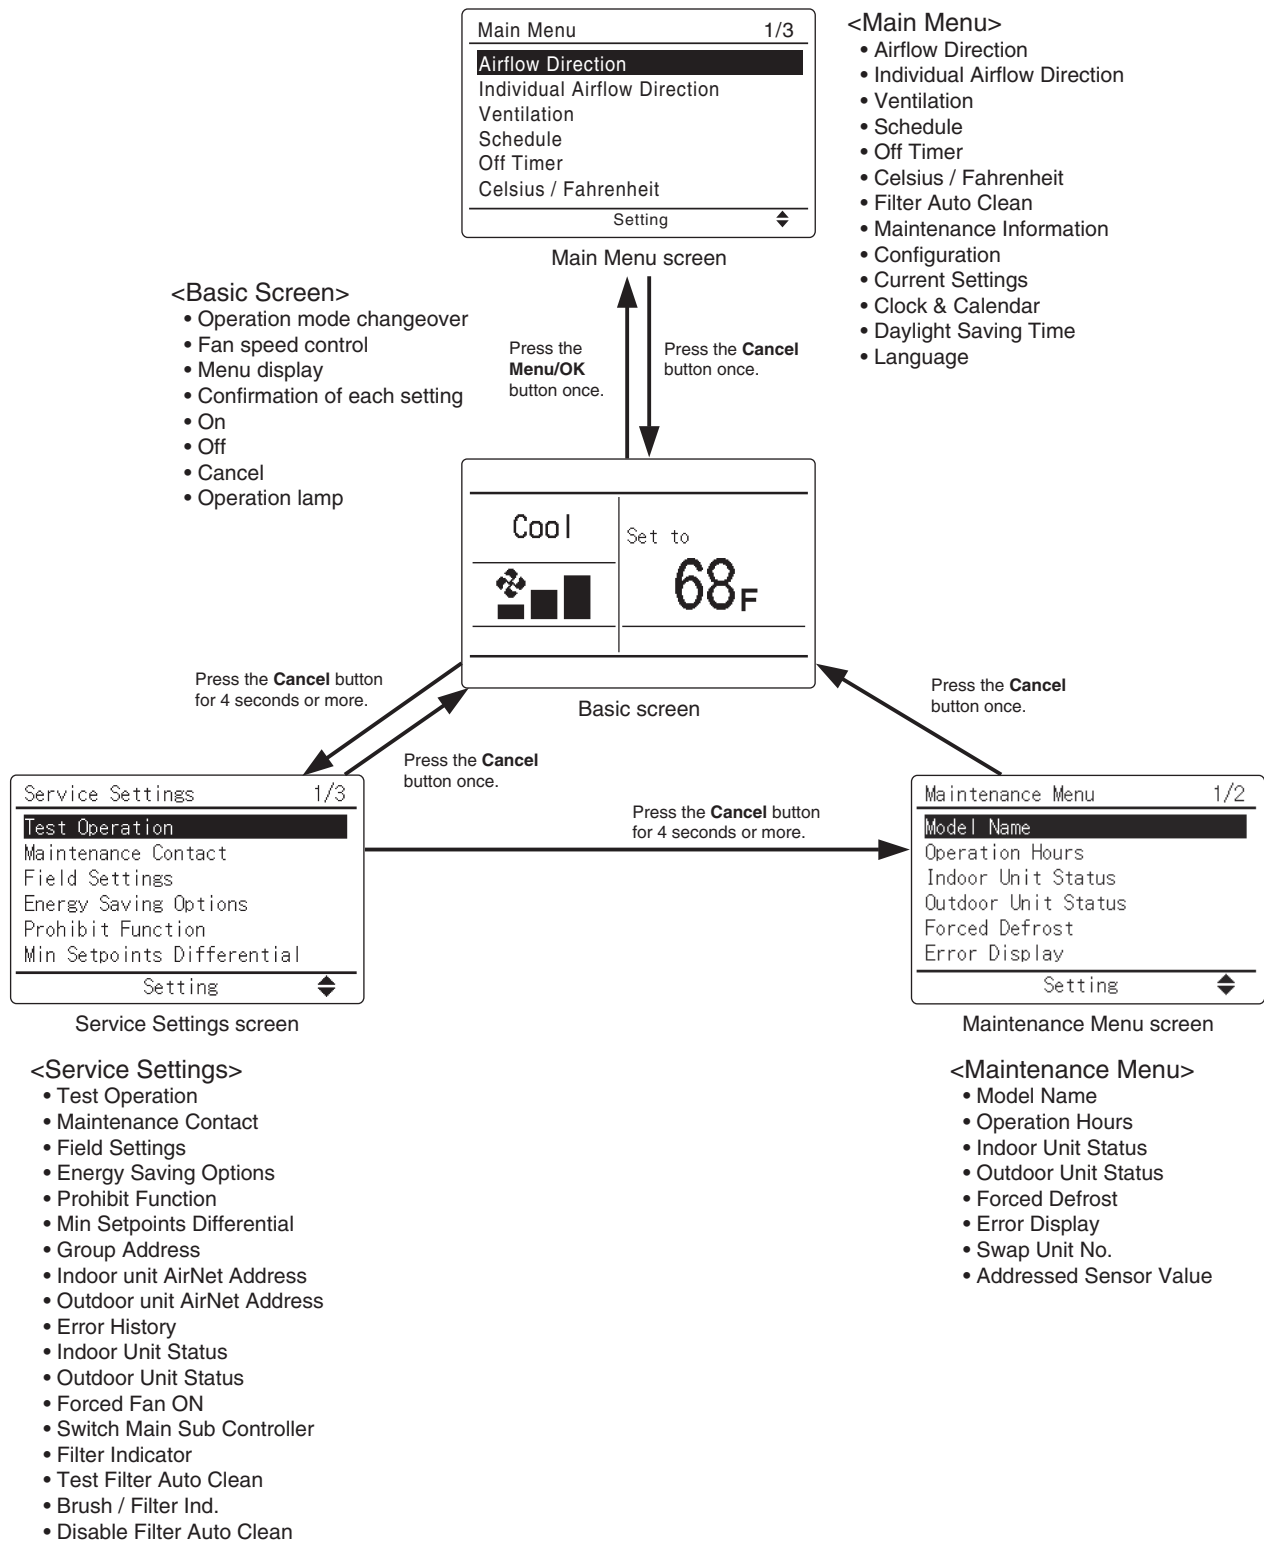 Main Menu 1/3
Airflow Direction
Individual Airflow Direction
Ventilation
Schedule
Off Timer
Celsius / Fahrenheit
Setting
Main Menu screen
<Main Menu>
• Airflow Direction
• Individual Airflow Direction
• Ventilation
• Schedule
• Off Timer
• Celsius / Fahrenheit
• Filter Auto Clean
• Maintenance Information
• Configuration
• Current Settings
• Clock & Calendar
• Daylight Saving Time
• Language
<Basic Screen>
• Operation mode changeover
• Fan speed control
• Menu display
• Confirmation of each setting
• On
• Off
• Cancel
• Operation lamp
Press the
Menu/OK
button once.
Press the Cancel
button once.
Cool
Set to
68F
Basic screen
Press the Cancel button
for 4 seconds or more.
Press the Cancel
button once.
Press the Cancel
button once.
Press the Cancel button
for 4 seconds or more.
Service Settings 1/3
Test Operation
Maintenance Contact
Field Settings
Energy Saving Options
Prohibit Function
Min Setpoints Differential
Setting
Service Settings screen
Maintenance Menu 1/2
Model Name
Operation Hours
Indoor Unit Status
Outdoor Unit Status
Forced Defrost
Error Display
Setting
Maintenance Menu screen
<Service Settings>
• Test Operation
• Maintenance Contact
• Field Settings
• Energy Saving Options
• Prohibit Function
• Min Setpoints Differential
• Group Address
• Indoor unit AirNet Address
• Outdoor unit AirNet Address
• Error History
• Indoor Unit Status
• Outdoor Unit Status
• Forced Fan ON
• Switch Main Sub Controller
• Filter Indicator
• Test Filter Auto Clean
• Brush / Filter Ind.
• Disable Filter Auto Clean
<Maintenance Menu>
• Model Name
• Operation Hours
• Indoor Unit Status
• Outdoor Unit Status
• Forced Defrost
• Error Display
• Swap Unit No.
• Addressed Sensor Value